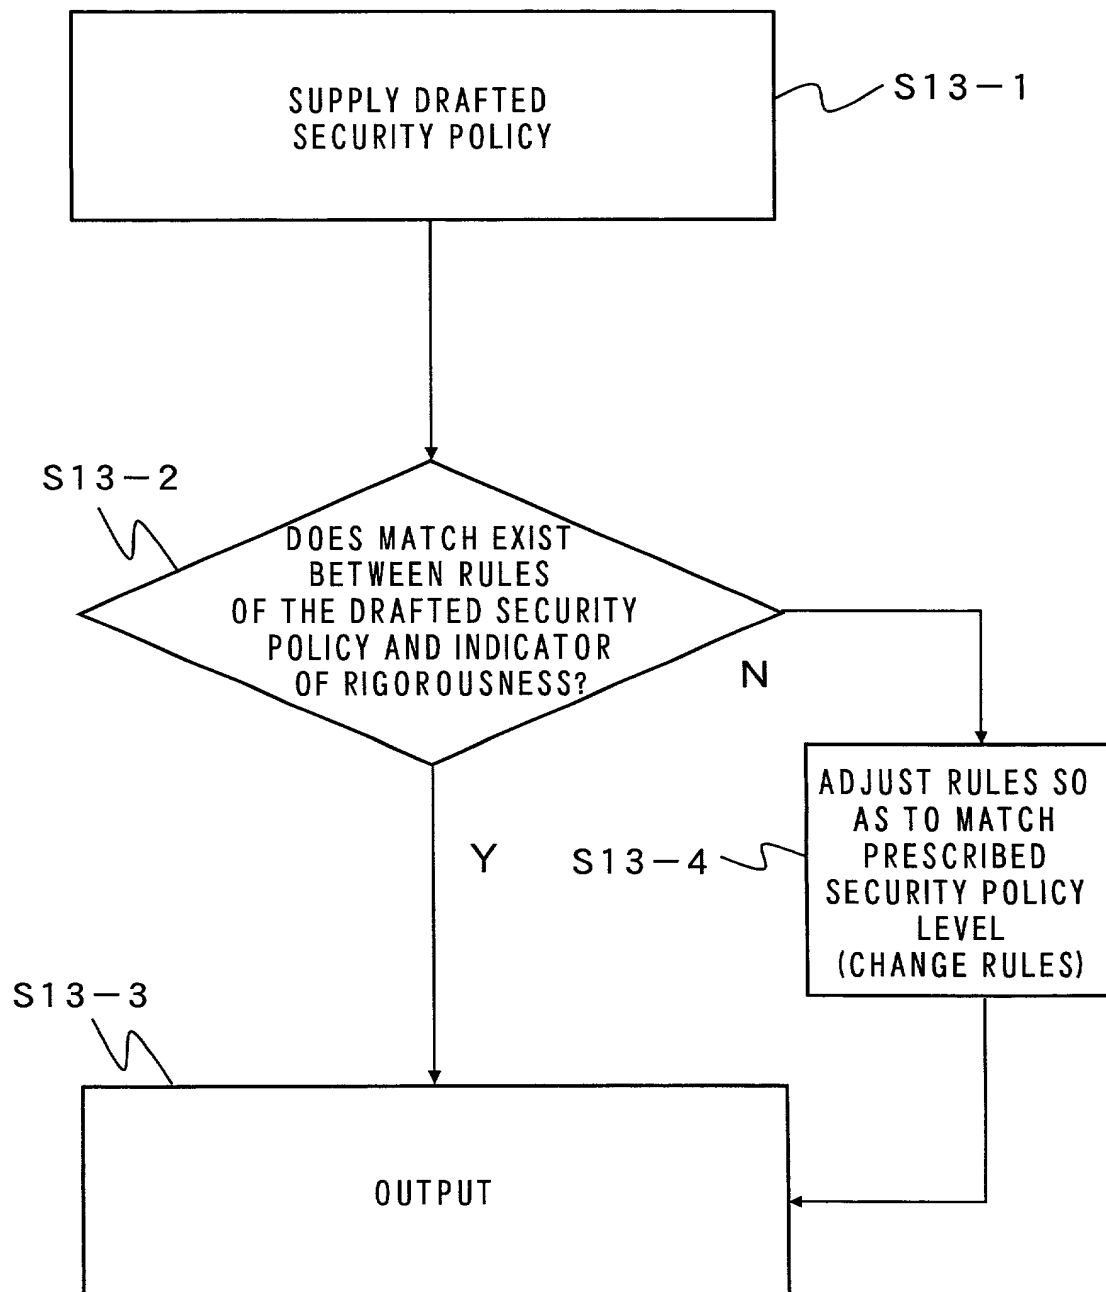 SUPPLY DRAFTED
SECURITY POLICY
S13-1
S13-2
DOES MATCH EXIST
BETWEEN RULES
OF THE DRAFTED SECURITY
POLICY AND INDICATOR
OF RIGOROUSNESS?
N
Y
ADJUST RULES SO
AS TO MATCH
PRESCRIBED
SECURITY POLICY
LEVEL
(CHANGE RULES)
S13-4
S13-3
OUTPUT